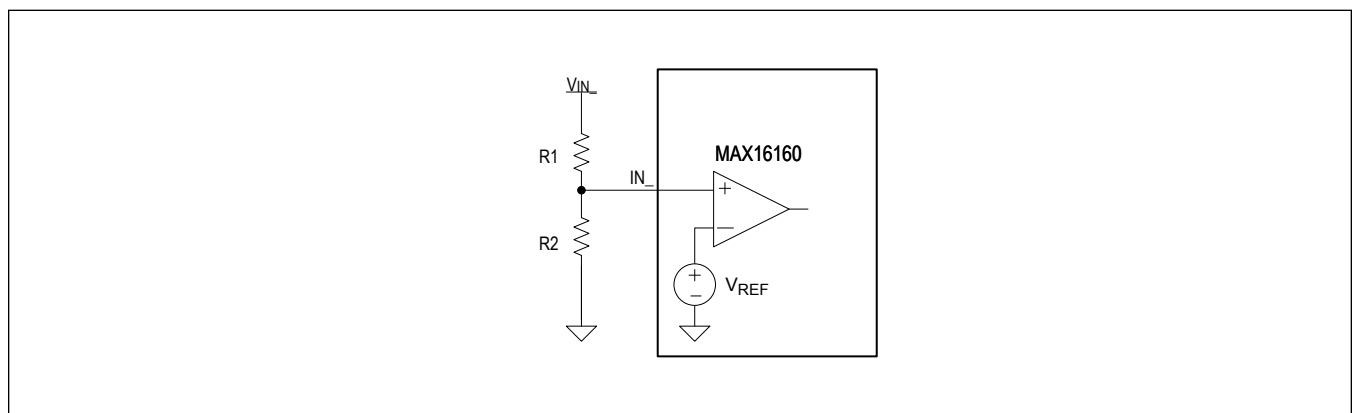 VIN_
R1
MAX16160
IN_
+
−
R2
+
−
VREF